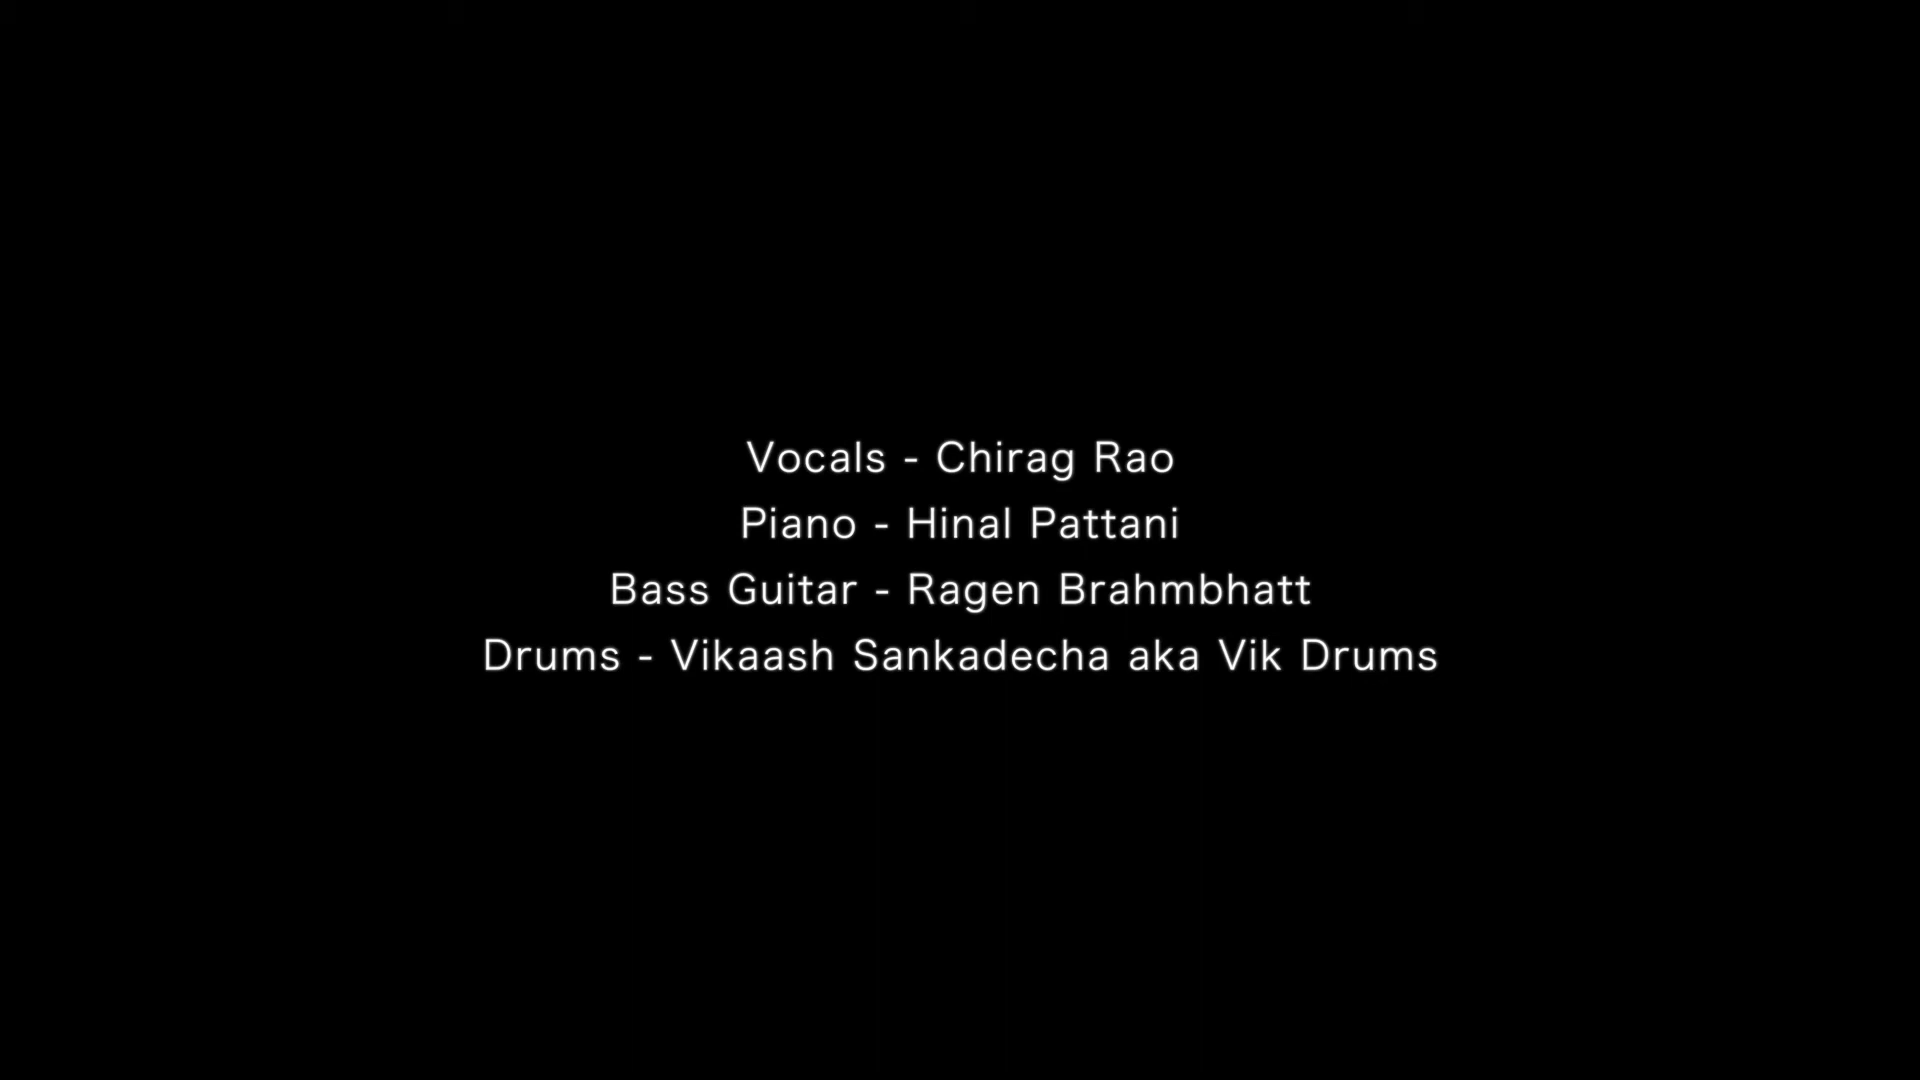 Vocals - Chirag Rao
Piano - Hinal Pattani
Bass Guitar - Ragen Brahmbhatt
Drums - Vikaash Sankadecha aka Vik Drums